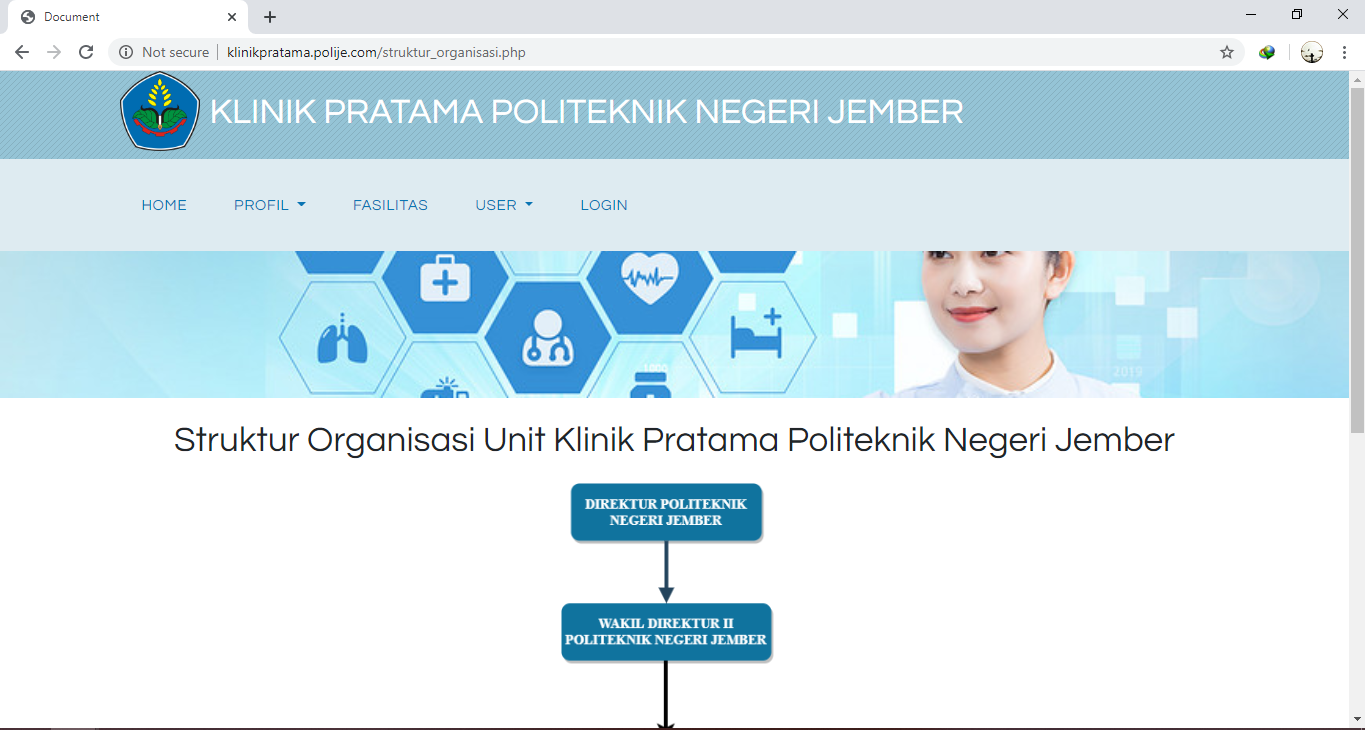 Document
Not secure
klinikpratama.polije.com/struktur_organisasi.php
KLINIK PRATAMA POLITEKNIK NEGERI JEMBER
HOME PROFIL FASILITAS USER LOGIN
1000
2019
Struktur Organisasi Unit Klinik Pratama Politeknik Negeri Jember
DIREKTUR POLITEKNIK
NEGERI JEMBER
WAKIL DIREKTUR II
POLITEKNIK NEGERI JEMBER